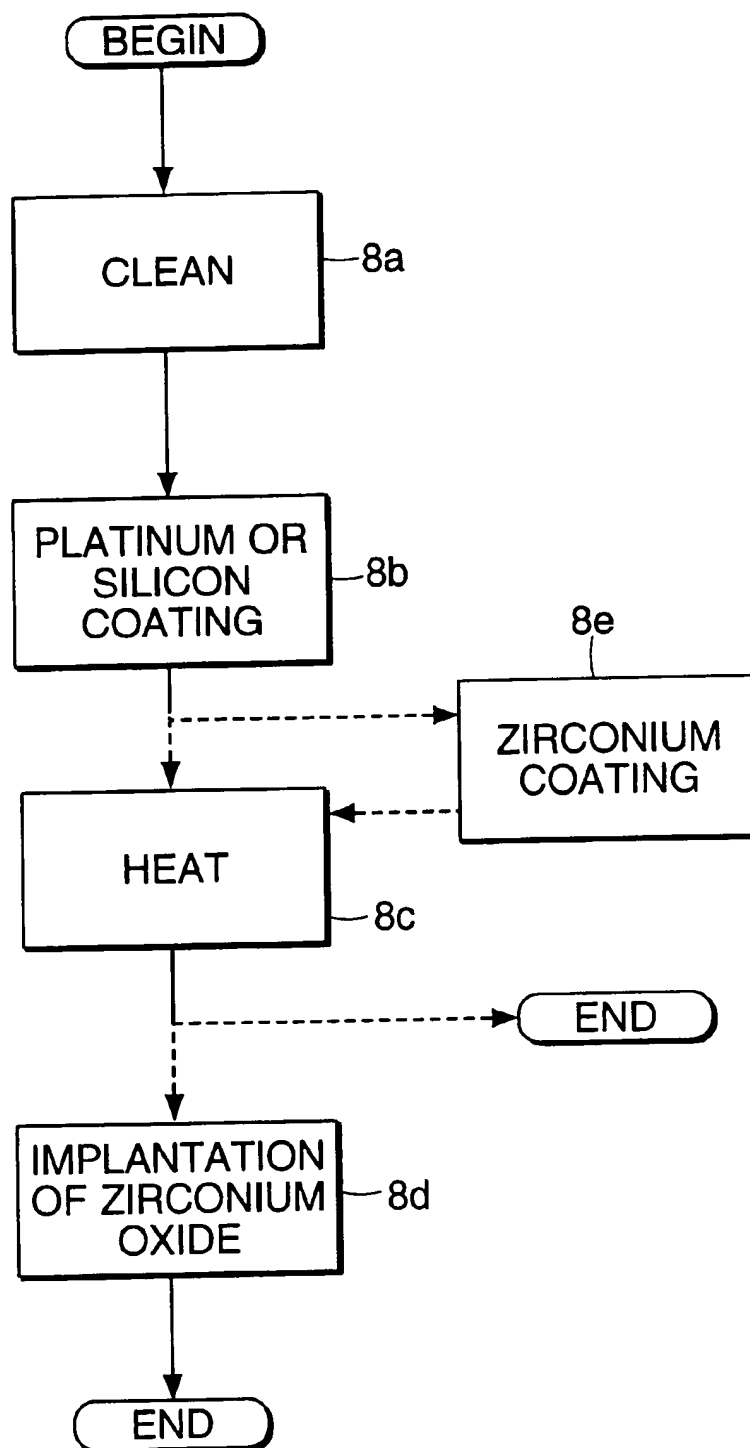 BEGIN
CLEAN
8a
PLATINUM OR
SILICON
COATING
8b
8e
ZIRCONIUM
COATING
HEAT
8c
END
IMPLANTATION
OF ZIRCONIUM
OXIDE
8d
END